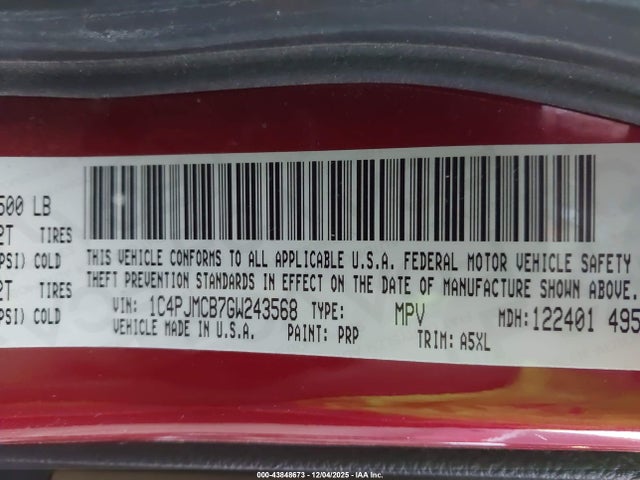 500 LB
2T TIRES
PSI) COLD
2T TIRES
PSI) COLD
THIS VEHICLE CONFORMS TO ALL APPLICABLE U.S.A. FEDERAL MOTOR VEHICLE SAFETY
THEFT PREVENTION STANDARDS IN EFFECT ON THE DATE OF MANUFACTURE SHOWN ABOVE.
VIN: 1C4PJMCB7GW243568 TYPE: MPV MDH:122401 495
VEHICLE MADE IN U.S.A. PAINT: PRP TRIM: A5XL
000-43848673 - 12/04/2025 - IAA Inc.